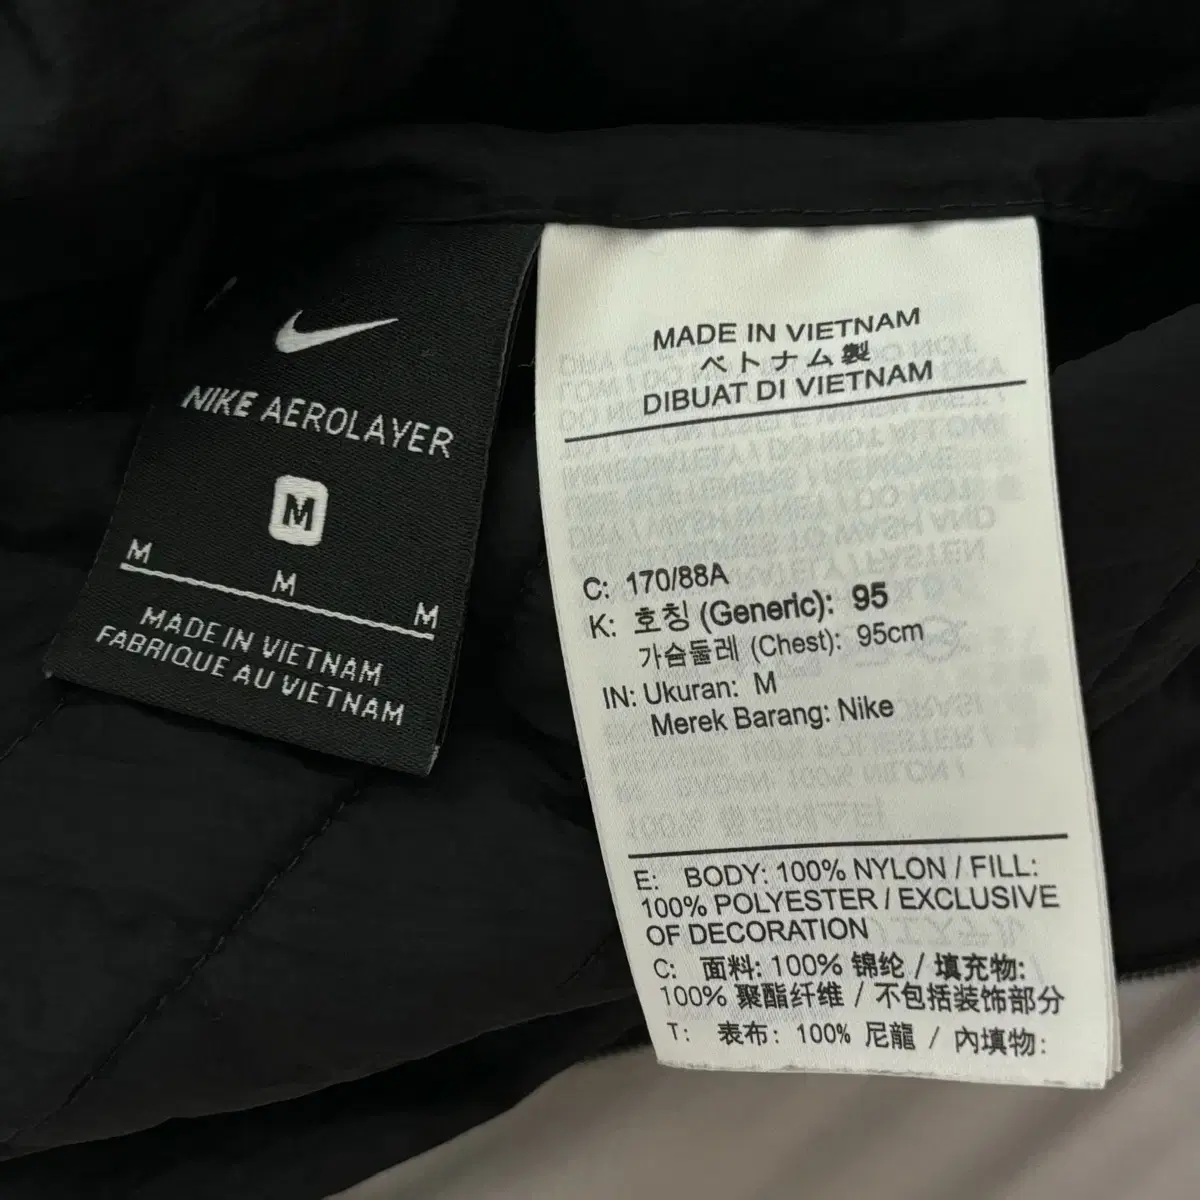 NIKE AEROLAYER
M
M
M
M
MADE IN VIETNAM
FABRIQUE AU VIETNAM
MADE IN VIETNAM
ベトナム製
DIBUAT DI VIETNAM
C: 170/88A
K: 호칭 (Generic): 95
가슴둘레 (Chest): 95cm
IN: Ukuran: M
Merek Barang: Nike
E: BODY: 100% NYLON / FILL:
100% POLYESTER / EXCLUSIVE
OF DECORATION
C: 面料: 100% 锦纶 / 填充物:
100% 聚酯纤维 / 不包括装饰部分
T: 表布: 100% 尼龍 / 內填物: